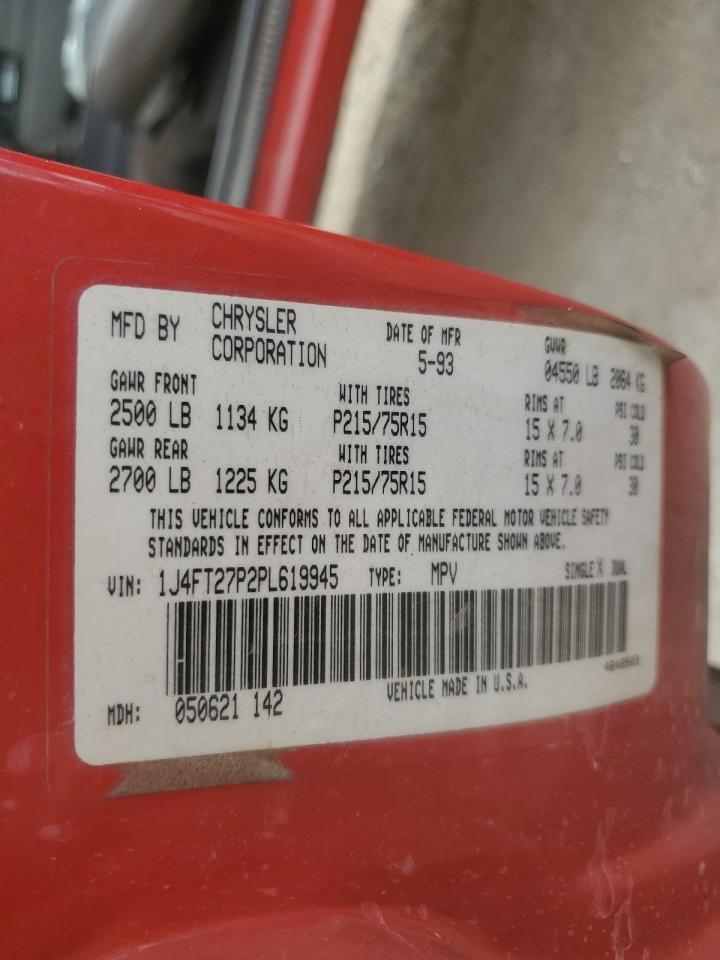 MFD BY CHRYSLER CORPORATION DATE OF MFR 5-93 GVWR 04550 LB 2064 KG
GAWR FRONT WITH TIRES RIMS AT PSI COLD
2500 LB 1134 KG P215/75R15 15 X 7.0 30
GAWR REAR WITH TIRES RIMS AT PSI COLD
2700 LB 1225 KG P215/75R15 15 X 7.0 30
THIS VEHICLE CONFORMS TO ALL APPLICABLE FEDERAL MOTOR VEHICLE SAFETY
STANDARDS IN EFFECT ON THE DATE OF MANUFACTURE SHOWN ABOVE.
VIN: 1J4FT27P2PL619945 TYPE: MPV SINGLE X DUAL
MDH: 050621 142 VEHICLE MADE IN U.S.A.